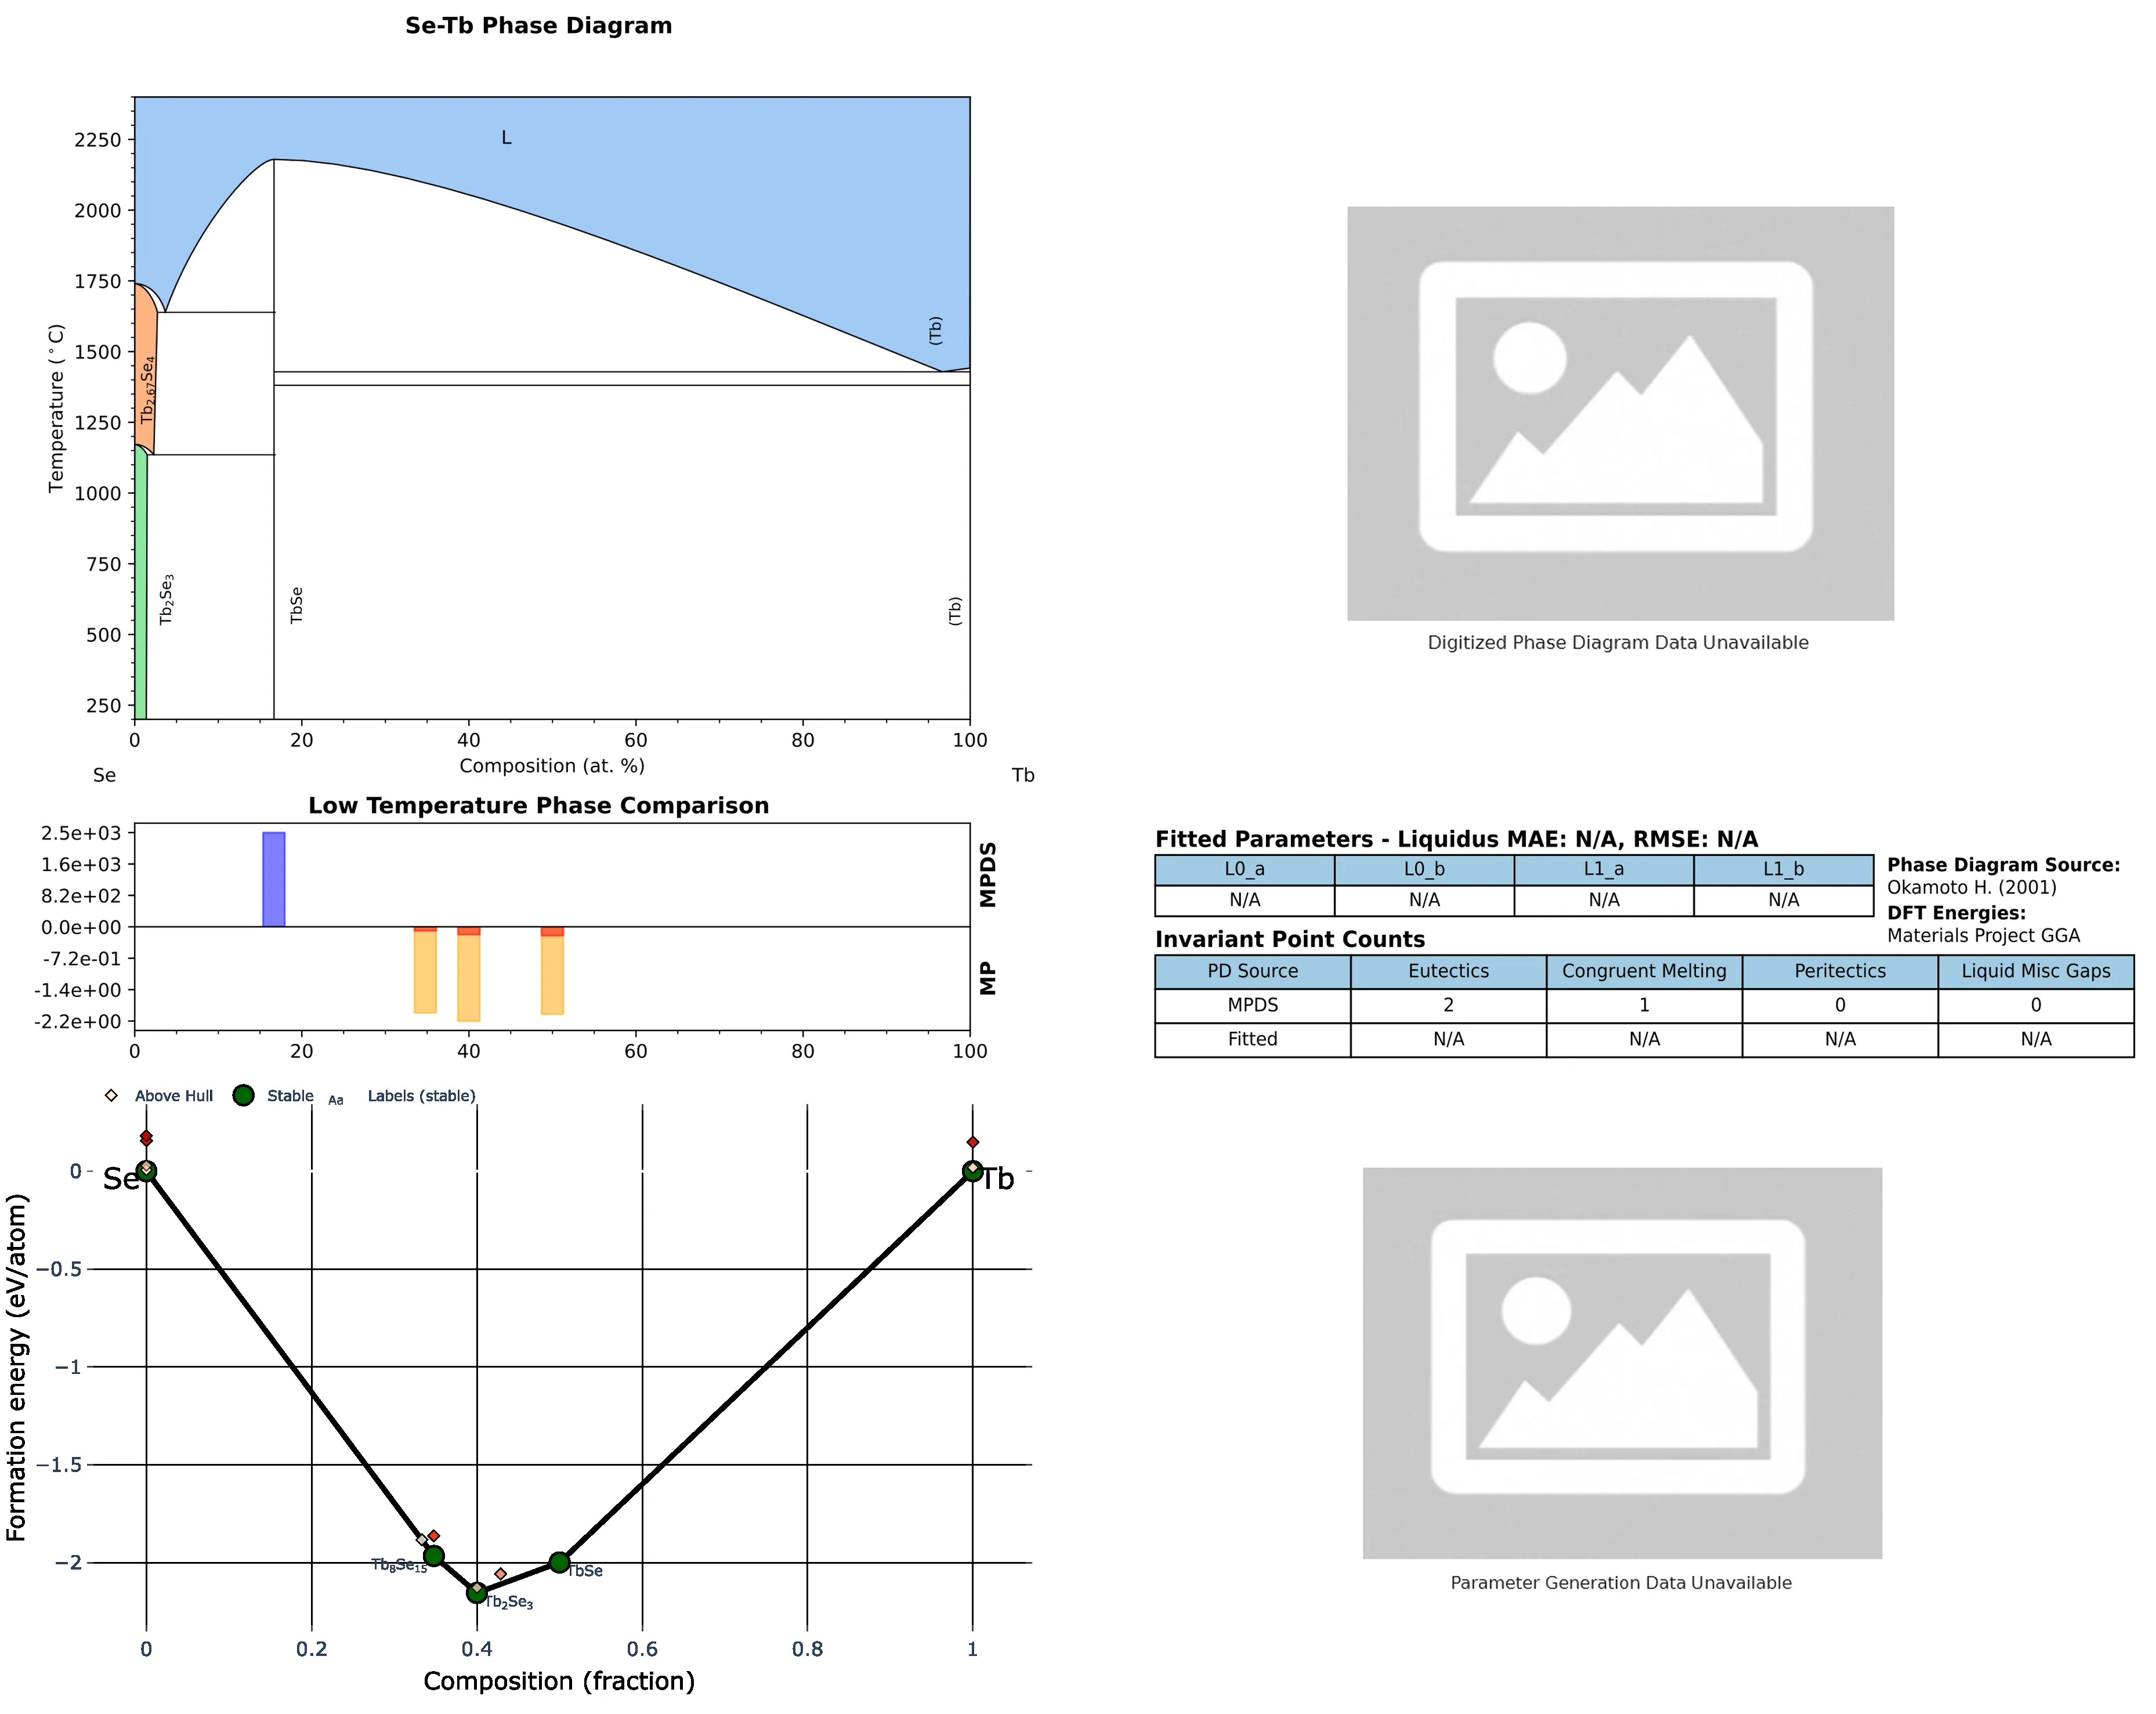 Se-Tb Phase Diagram
L
2250
2000
1750
1500
1250
1000
750
500
250
Temperature (°C)
Tb2.67Se4
Tb2Se3
TbSe
(Tb)
(Tb)
0 20 40 60 80 100
Composition (at. %)
Se Tb
Digitized Phase Diagram Data Unavailable
Low Temperature Phase Comparison
2.5e+03
1.6e+03
8.2e+02
0.0e+00
-7.2e-01
-1.4e+00
-2.2e+00
MPDS
MP
0 20 40 60 80 100
Fitted Parameters - Liquidus MAE: N/A, RMSE: N/A
L0_a L0_b L1_a L1_b
N/A N/A N/A N/A
Phase Diagram Source:
Okamoto H. (2001)
DFT Energies:
Materials Project GGA
Invariant Point Counts
PD Source Eutectics Congruent Melting Peritectics Liquid Misc Gaps
MPDS 2 1 0 0
Fitted N/A N/A N/A N/A
Above Hull Stable Aa Labels (stable)
Se Tb
0
−0.5
−1
−1.5
−2
Formation energy (eV/atom)
Tb8Se15
Tb2Se3
TbSe
0 0.2 0.4 0.6 0.8 1
Composition (fraction)
Parameter Generation Data Unavailable